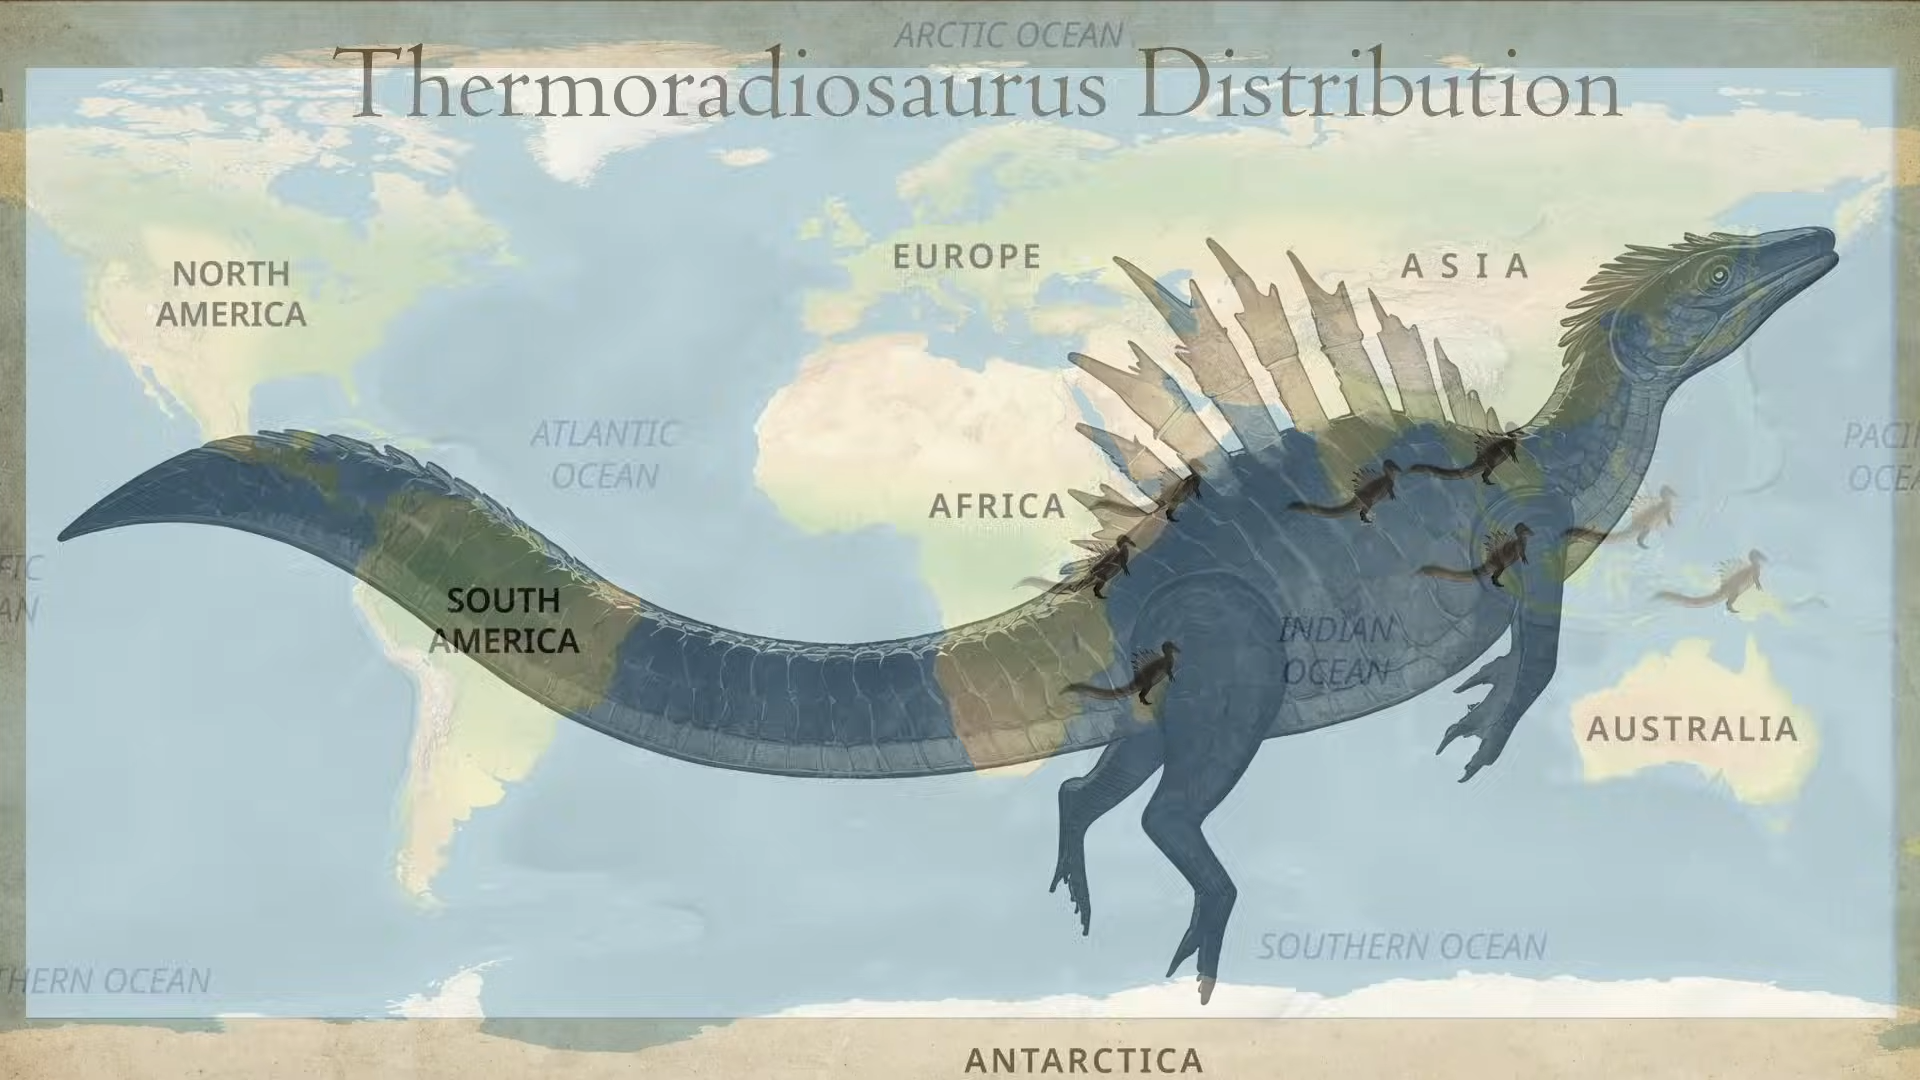 ARCTIC OCEAN
Thermoradiosaurus Distribution
NORTH
AMERICA
EUROPE
ASIA
ATLANTIC
OCEAN
AFRICA
SOUTH
AMERICA
INDIAN
OCEAN
AUSTRALIA
SOUTHERN OCEAN
OCEAN
ANTARCTICA